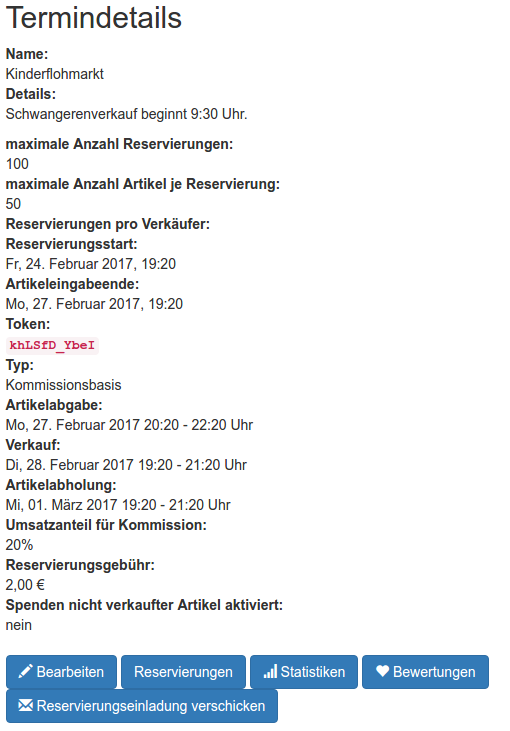 Termindetails
Name:
Kinderflohmarkt
Details:
Schwangerenverkauf beginnt 9:30 Uhr.
maximale Anzahl Reservierungen:
100
maximale Anzahl Artikel je Reservierung:
50
Reservierungen pro Verkäufer:
Reservierungsstart:
Fr, 24. Februar 2017, 19:20
Artikeleingabeende:
Mo, 27. Februar 2017, 19:20
Token:
khLSfD_YbeI
Typ:
Kommissionsbasis
Artikelabgabe:
Mo, 27. Februar 2017 20:20 - 22:20 Uhr
Verkauf:
Di, 28. Februar 2017 19:20 - 21:20 Uhr
Artikelabholung:
Mi, 01. März 2017 19:20 - 21:20 Uhr
Umsatzanteil für Kommission:
20%
Reservierungsgebühr:
2,00 €
Spenden nicht verkaufter Artikel aktiviert:
nein
Bearbeiten Reservierungen Statistiken Bewertungen
Reservierungseinladung verschicken